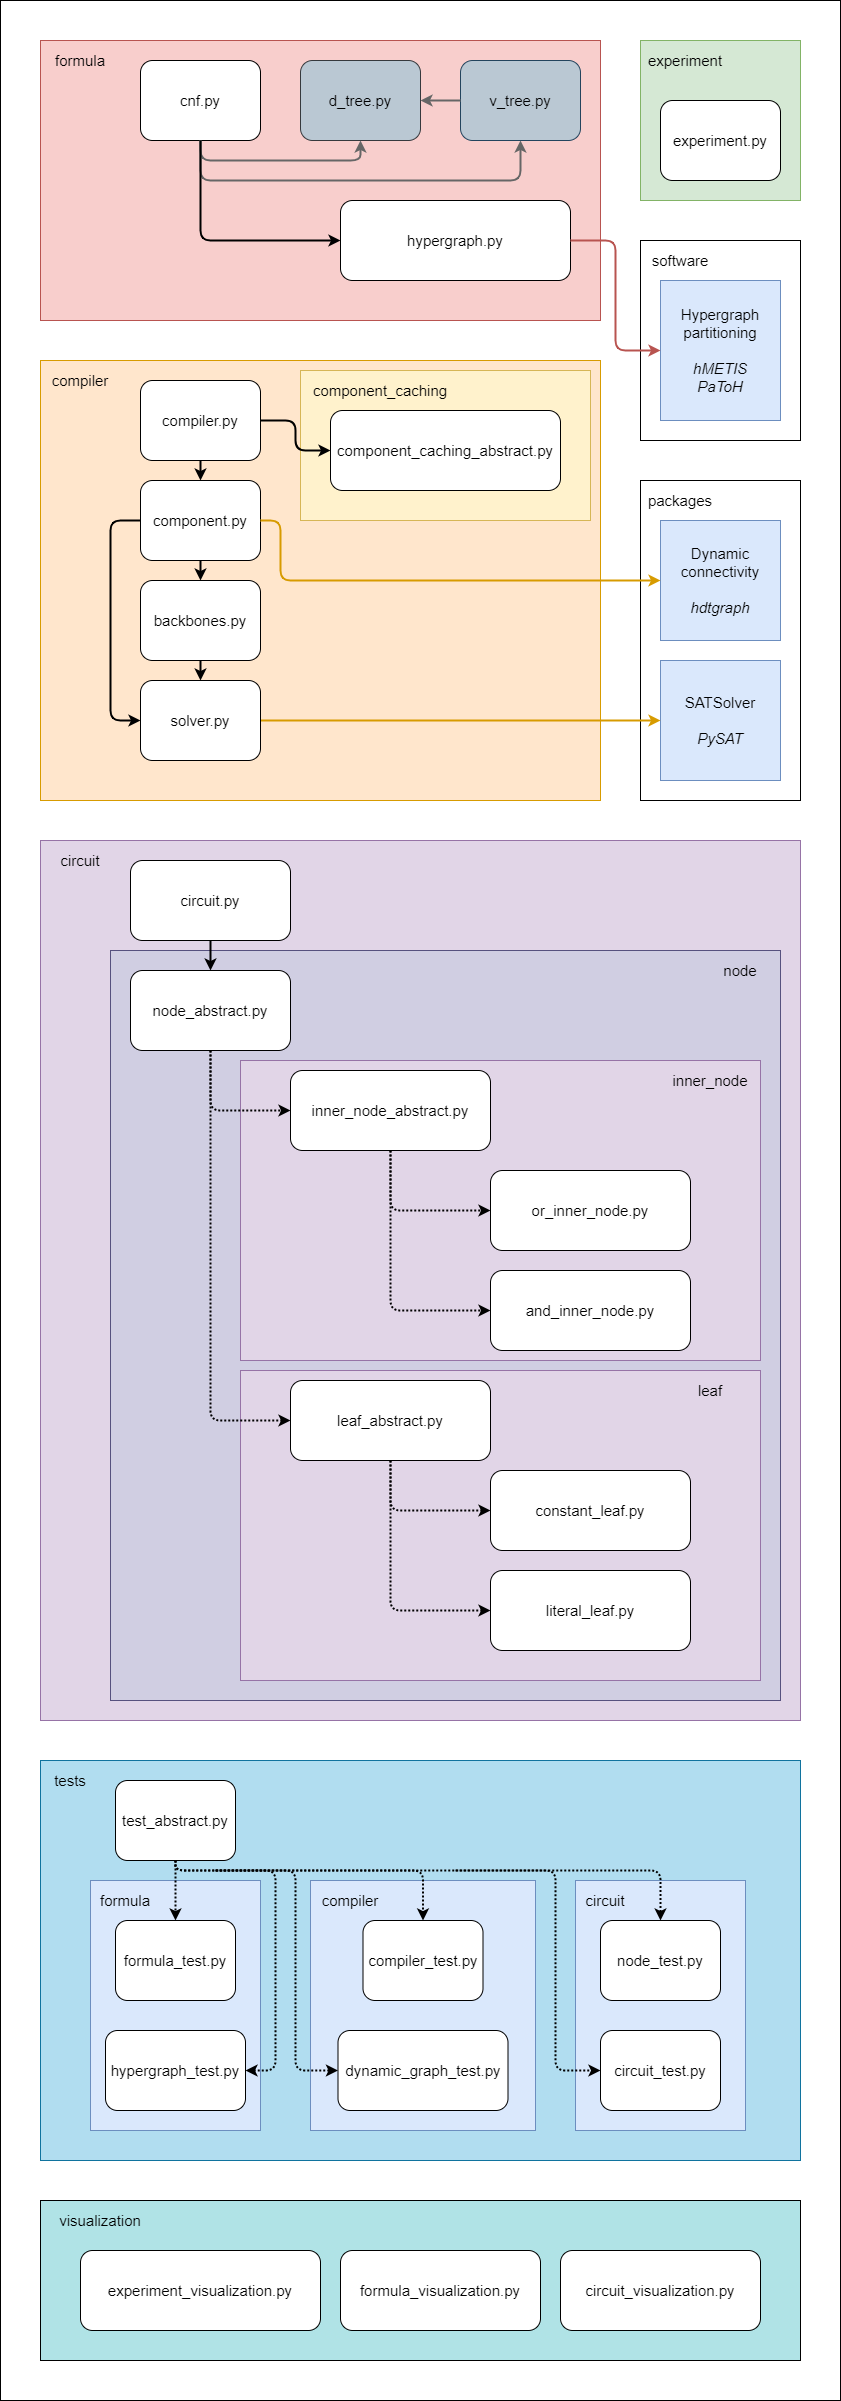 formula
cnf.py
d_tree.py
v_tree.py
hypergraph.py
experiment
experiment.py
software
Hypergraph
partitioning
hMETIS
PaToH
compiler
compiler.py
component_caching
component_caching_abstract.py
component.py
backbones.py
solver.py
packages
Dynamic
connectivity
hdtgraph
SATSolver
PySAT
circuit
circuit.py
node
node_abstract.py
inner_node
inner_node_abstract.py
or_inner_node.py
and_inner_node.py
leaf
leaf_abstract.py
constant_leaf.py
literal_leaf.py
tests
test_abstract.py
formula
formula_test.py
hypergraph_test.py
compiler
compiler_test.py
dynamic_graph_test.py
circuit
node_test.py
circuit_test.py
visualization
experiment_visualization.py
formula_visualization.py
circuit_visualization.py